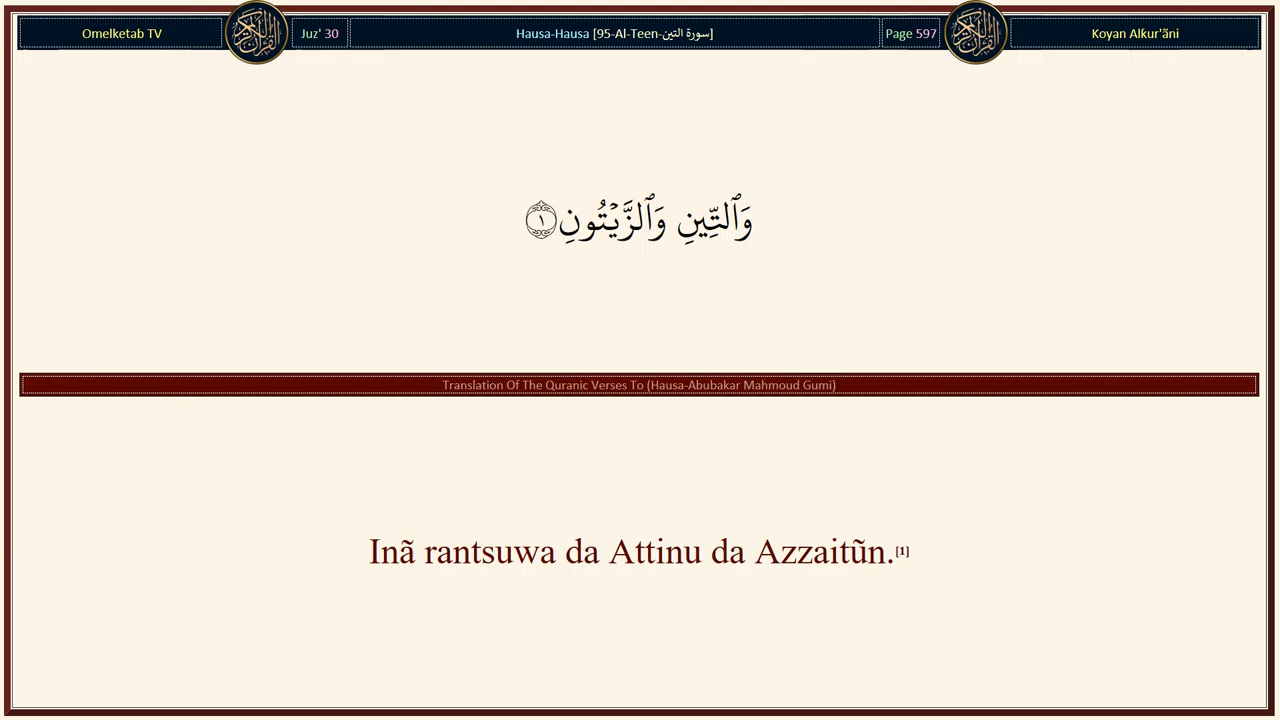 Omelketab TV
Juz' 30
Hausa-Hausa [95-Al-Teen-سورة التين]
Page 597
Koyan Alƙur'ãni
وَٱلتِّينِ وَٱلزَّيۡتُونِ ١
Translation Of The Quranic Verses To (Hausa-Abubakar Mahmoud Gumi)
Inã rantsuwa da Attinu da Azzaitũn.[1]